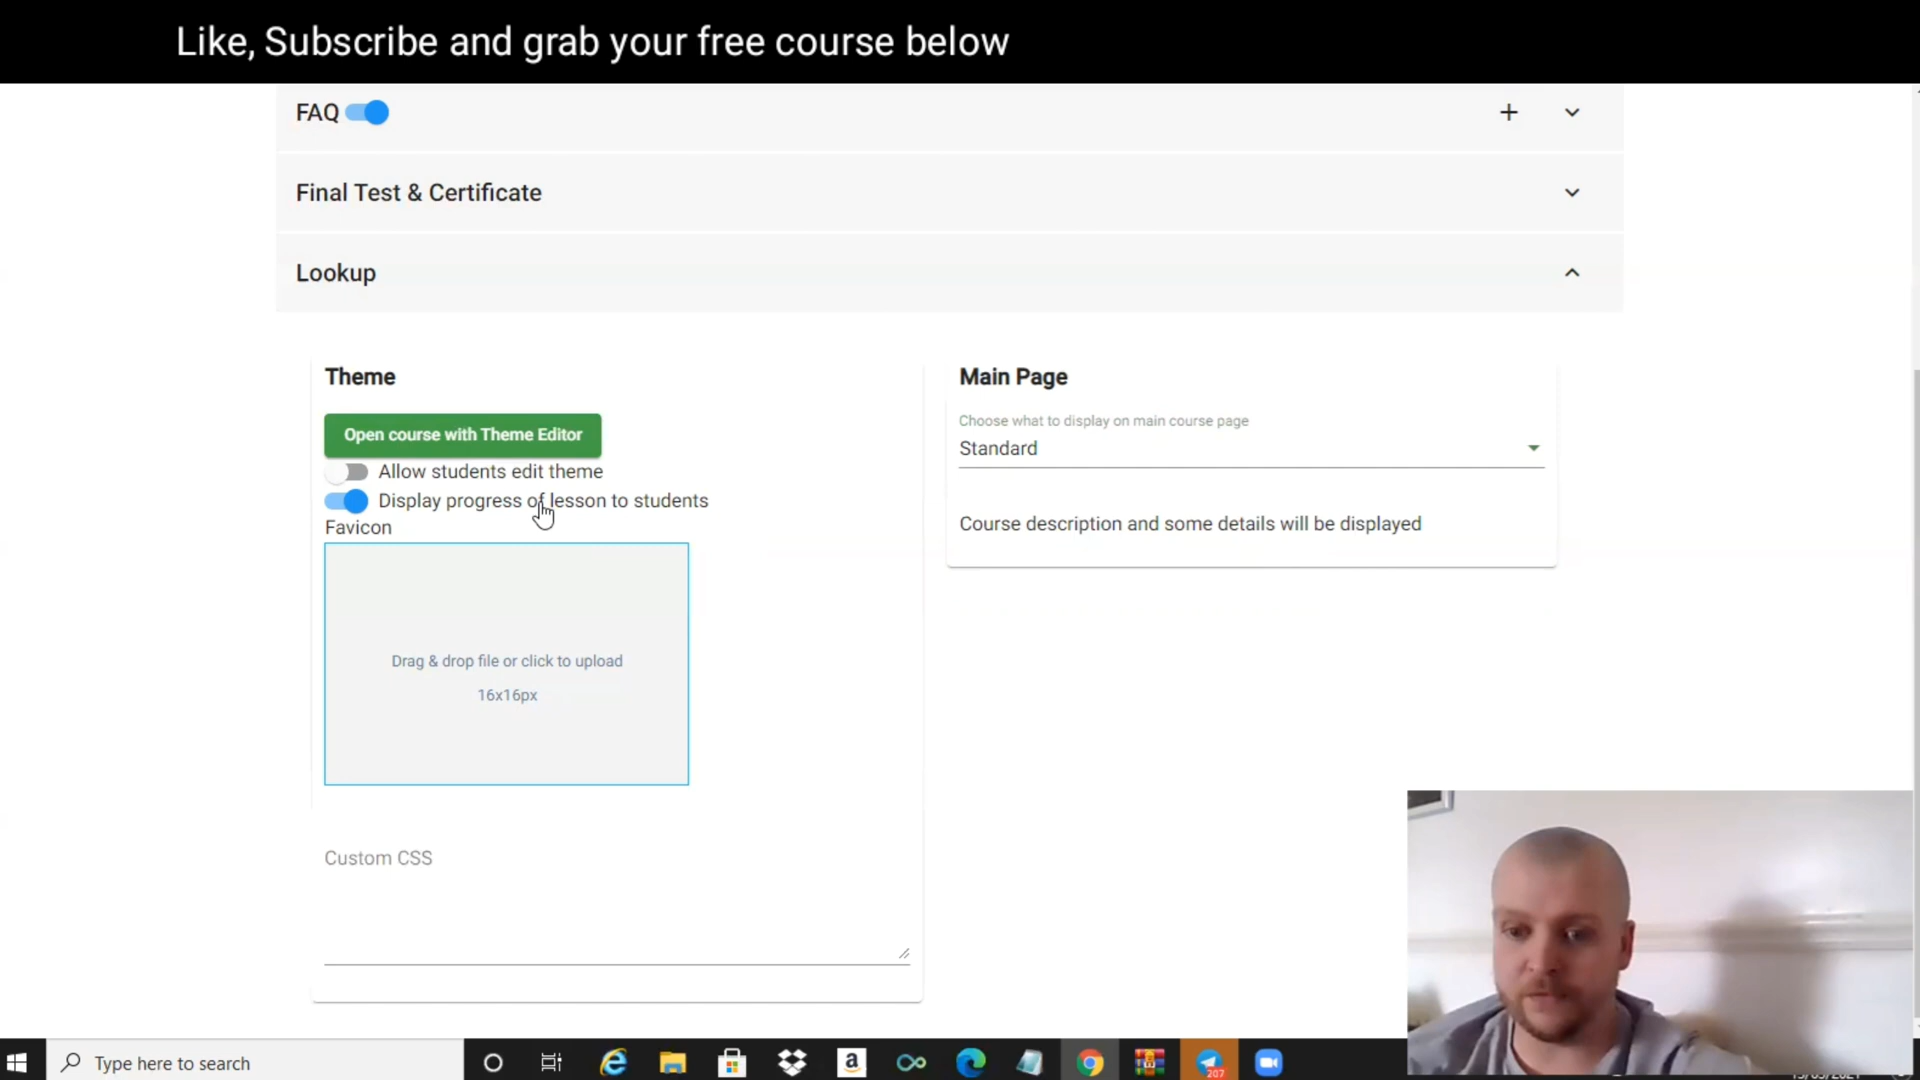 Like, Subscribe and grab your free course below
FAQ
Final Test & Certificate
Lookup
Theme
Open course with Theme Editor
Allow students edit theme
Display progress of lesson to students
Favicon
Drag & drop file or click to upload
16x16px
Custom CSS
Main Page
Choose what to display on main course page
Standard
Course description and some details will be displayed
Type here to search
207